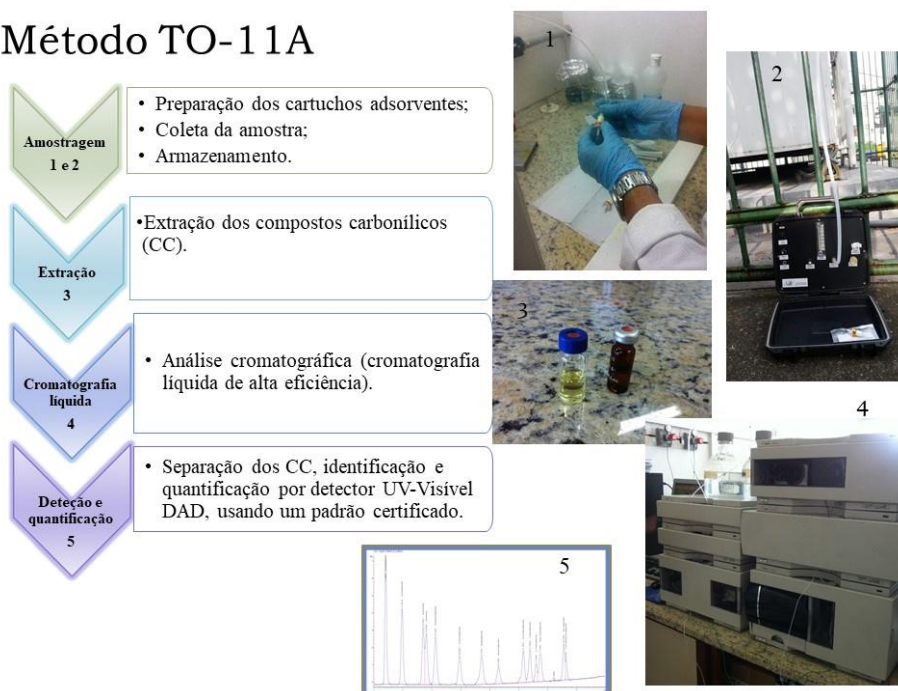 Método TO-11A
Amostragem
1 e 2
• Preparação dos cartuchos adsorventes;
• Coleta da amostra;
• Armazenamento.
Extração
3
•Extração dos compostos carbonílicos
(CC).
Cromatografia
líquida
4
• Análise cromatográfica (cromatografia
líquida de alta eficiência).
Deteção e
quantificação
5
• Separação dos CC, identificação e
quantificação por detector UV-Visível
DAD, usando um padrão certificado.
1
2
3
4
5